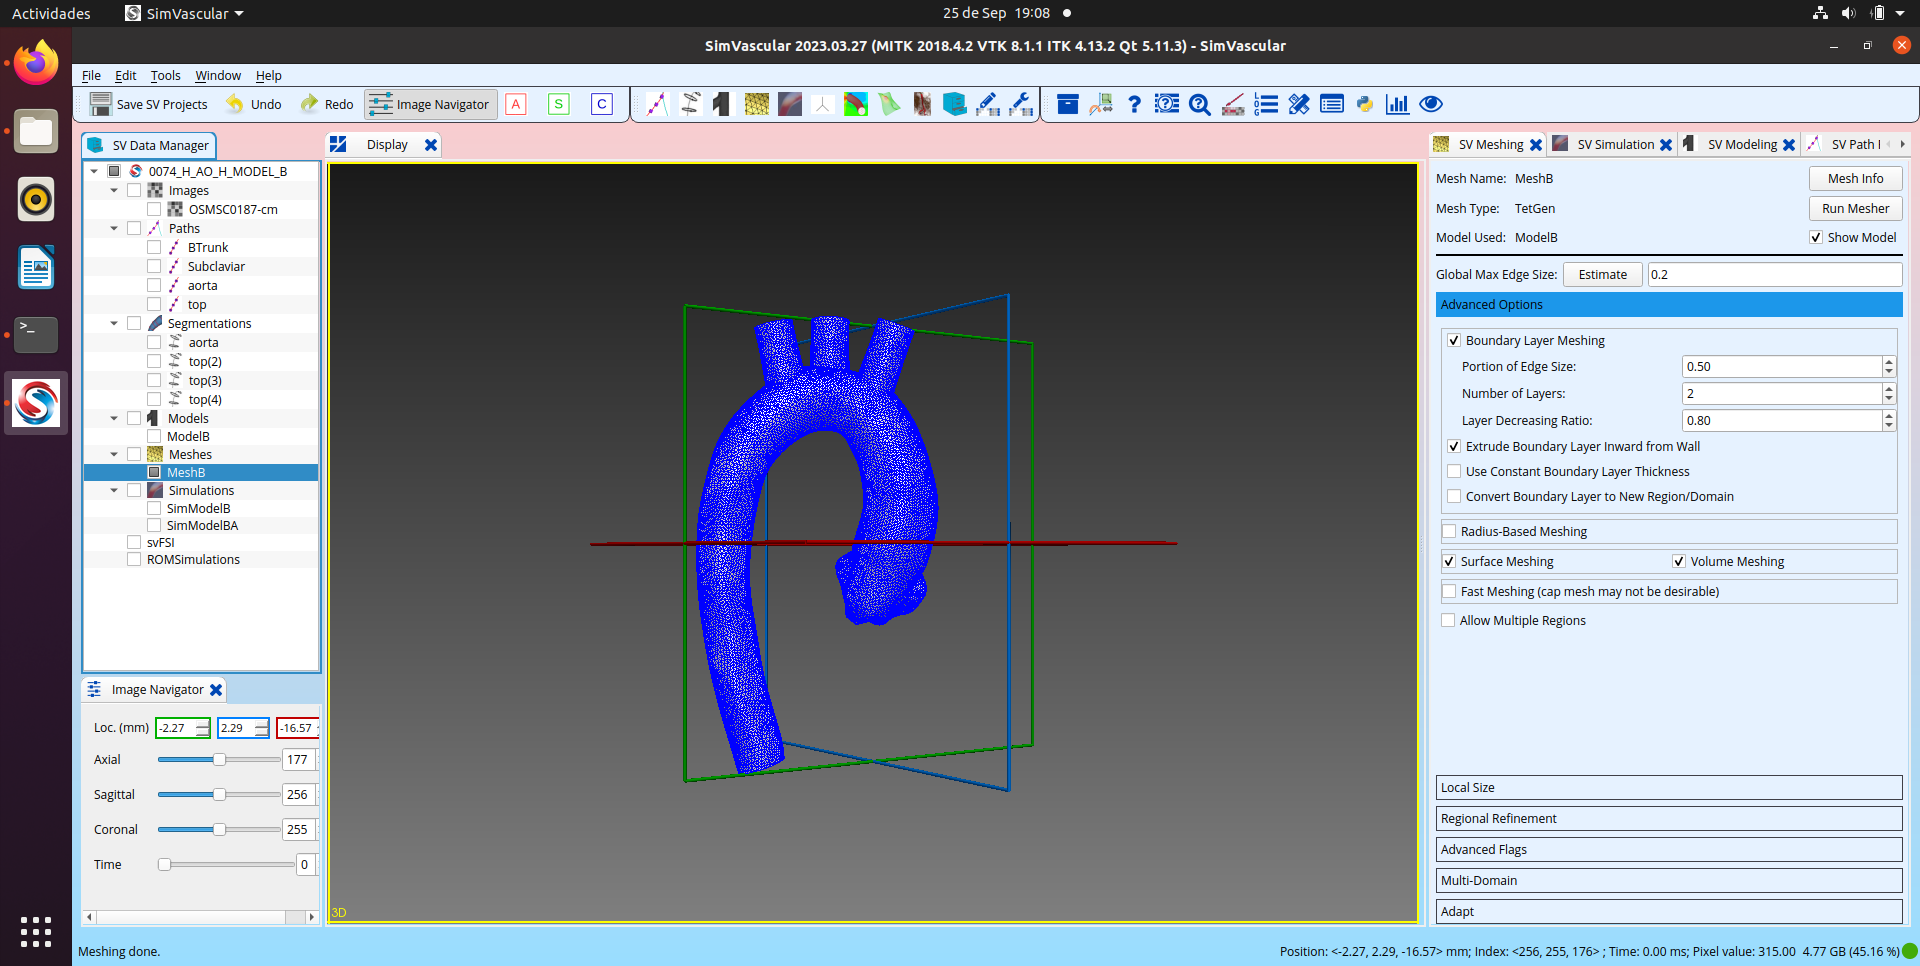 Actividades SimVascular 25 de Sep 19:08
SimVascular 2023.03.27 (MITK 2018.4.2 VTK 8.1.1 ITK 4.13.2 Qt 5.11.3) - SimVascular
File Edit Tools Window Help
Save SV Projects Undo Redo Image Navigator A S C
SV Data Manager
0074_H_AO_H_MODEL_B
Images
OSMSC0187-cm
Paths
BTrunk
Subclaviar
aorta
top
Segmentations
aorta
top(2)
top(3)
top(4)
Models
ModelB
Meshes
MeshB
Simulations
SimModelB
SimModelBA
svFSI
ROMSimulations
Image Navigator
Loc. (mm) -2.27 2.29 -16.57
Axial 177
Sagittal 256
Coronal 255
Time 0
Display
3D
SV Meshing SV Simulation SV Modeling SV Path
Mesh Name: MeshB Mesh Info
Mesh Type: TetGen Run Mesher
Model Used: ModelB Show Model
Global Max Edge Size: Estimate 0.2
Advanced Options
Boundary Layer Meshing
Portion of Edge Size: 0.50
Number of Layers: 2
Layer Decreasing Ratio: 0.80
Extrude Boundary Layer Inward from Wall
Use Constant Boundary Layer Thickness
Convert Boundary Layer to New Region/Domain
Radius-Based Meshing
Surface Meshing Volume Meshing
Fast Meshing (cap mesh may not be desirable)
Allow Multiple Regions
Local Size
Regional Refinement
Advanced Flags
Multi-Domain
Adapt
Meshing done. Position: <-2.27, 2.29, -16.57> mm; Index: <256, 255, 176> ; Time: 0.00 ms; Pixel value: 315.00 4.77 GB (45.16 %)